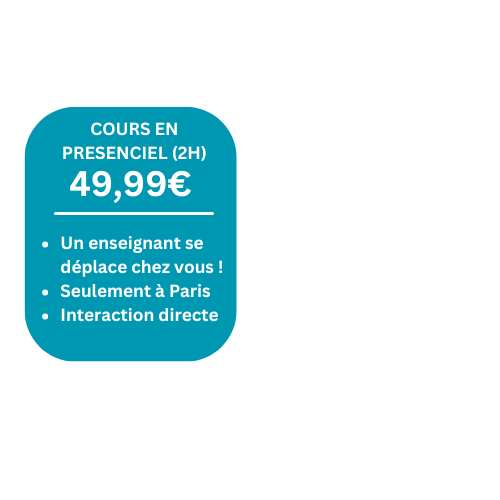 COURS EN
PRESENCIEL (2H)
49,99€
• Un enseignant se
déplace chez vous !
• Seulement à Paris
• Interaction directe